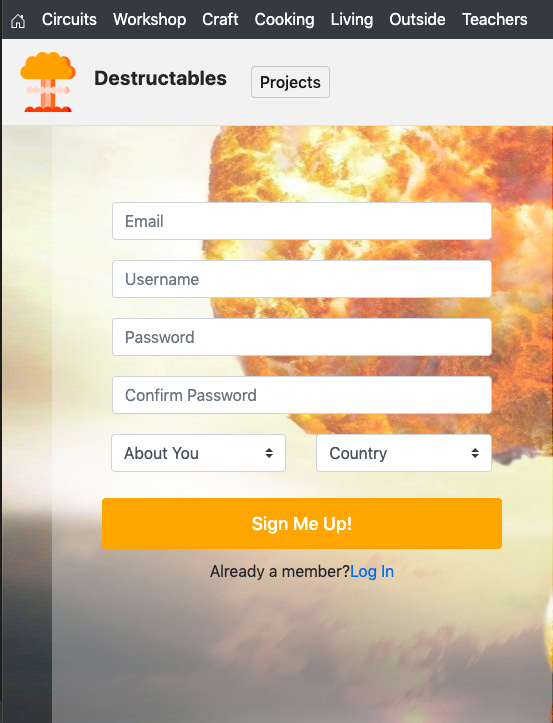 Circuits Workshop Craft Cooking Living Outside Teachers
Destructables Projects
Email
Username
Password
Confirm Password
About You Country
Sign Me Up!
Already a member?Log In